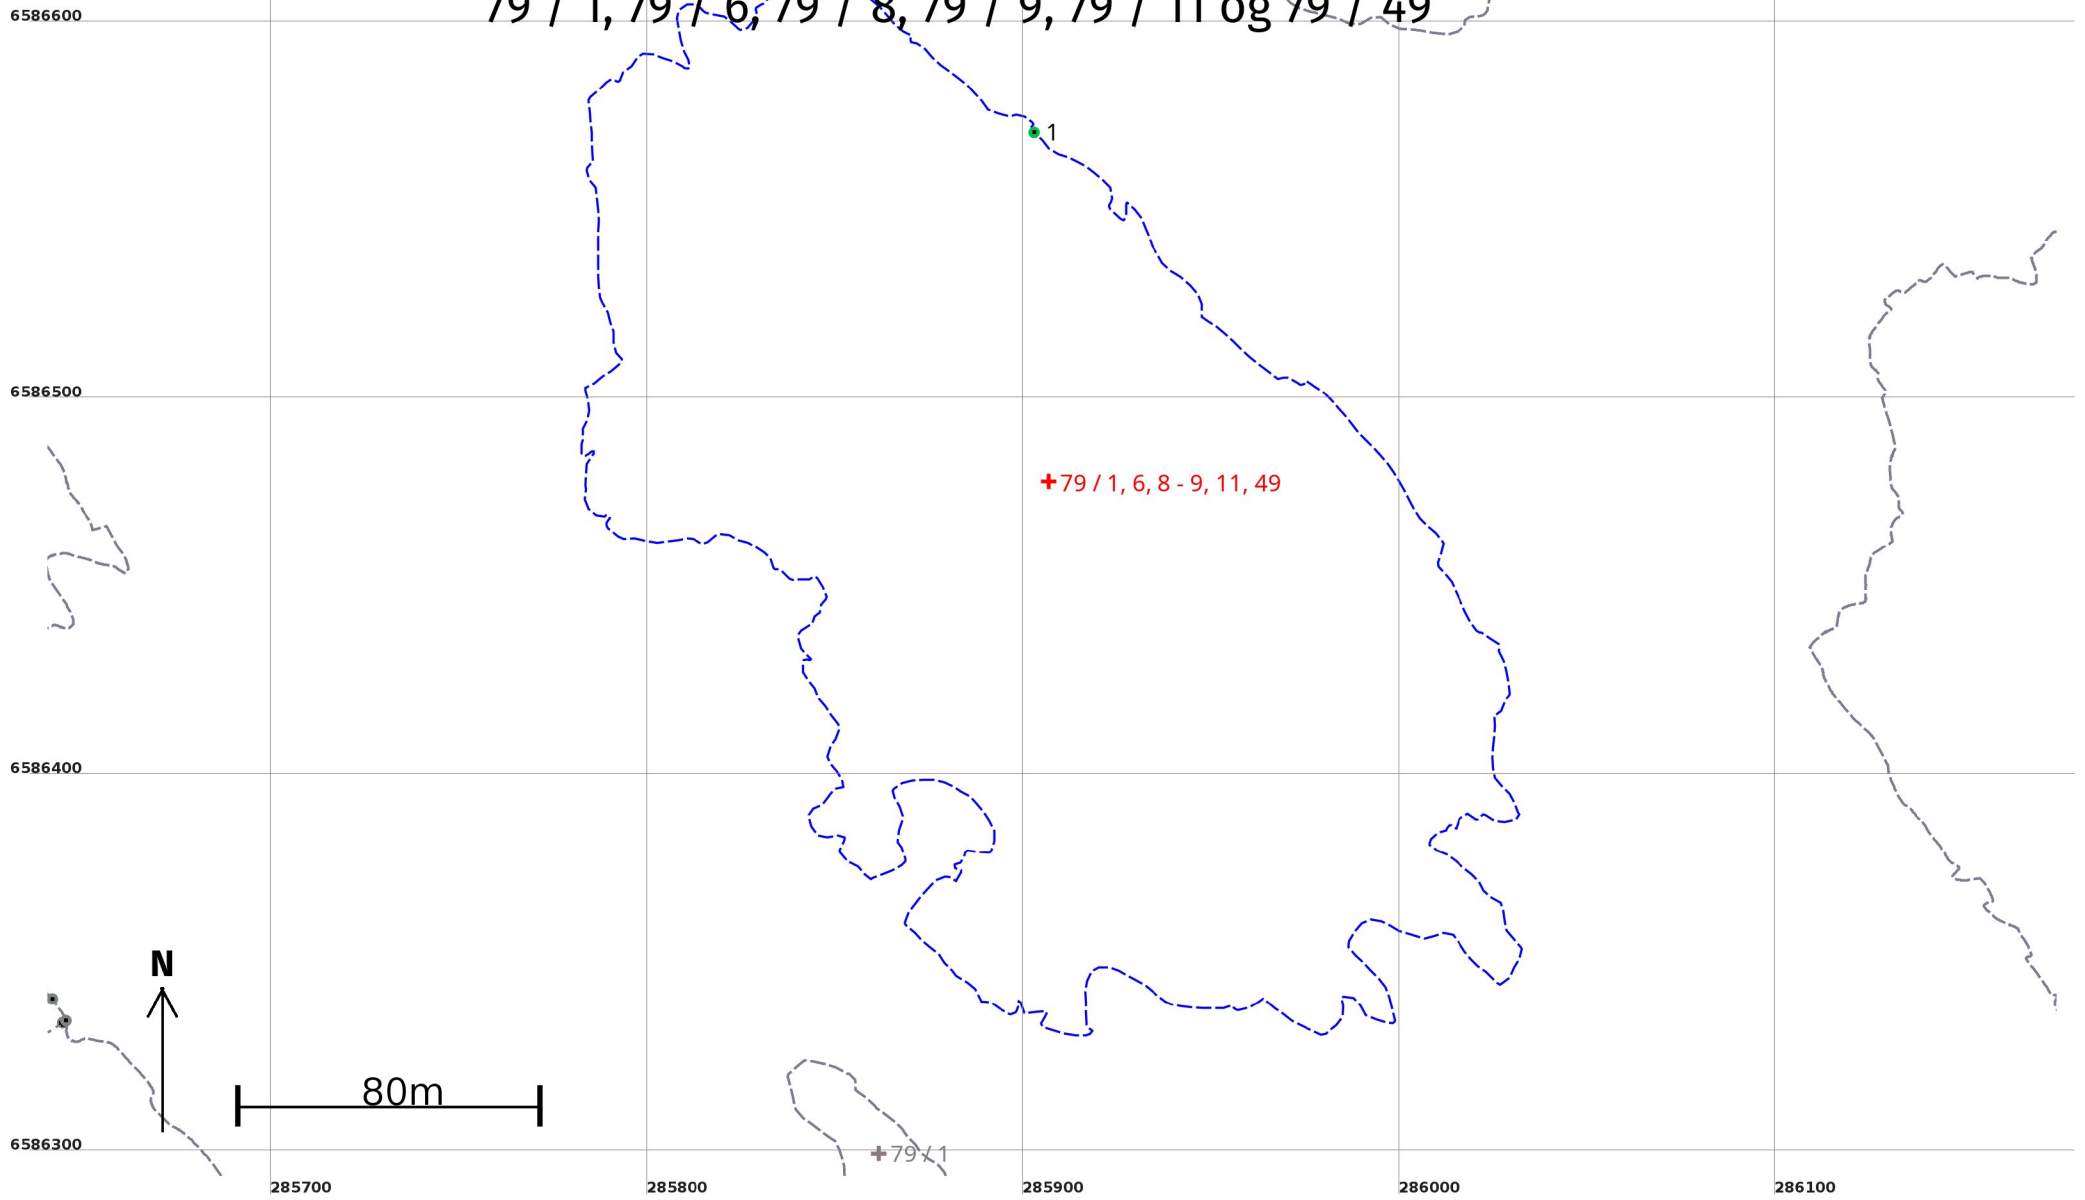 79 / 1, 79 / 6, 79 / 8, 79 / 9, 79 / 11 og 79 / 49
6586600
1
6586500
79 / 1, 6, 8 - 9, 11, 49
6586400
N
80m
6586300
79 / 1
285700
285800
285900
286000
286100